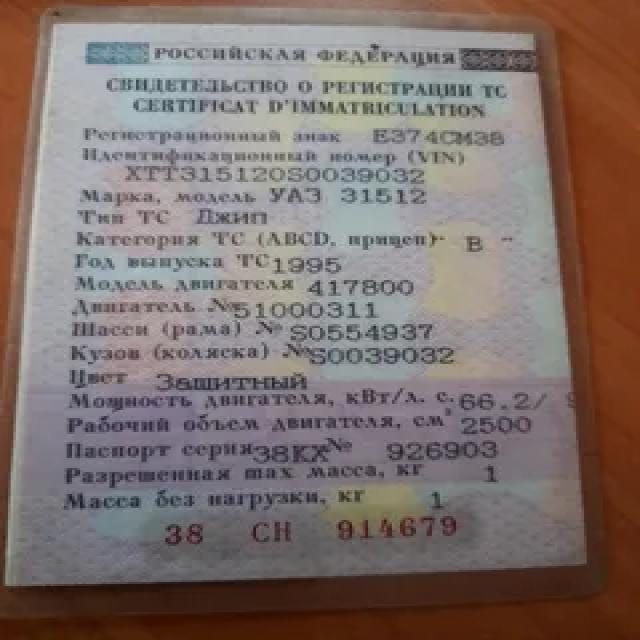 РОССИЙСКАЯ ФЕДЕРАЦИЯ
СВИДЕТЕЛЬСТВО О РЕГИСТРАЦИИ ТС
CERTIFICAT D'IMMATRICULATION
Регистрационный знак Е374СМ38
Идентификационный номер (VIN)
XTT315120S0039032
Марка, модель УАЗ 31512
Тип ТС Джип
Категория ТС (ABCD, прицеп) - B -
Год выпуска ТС 1995
Модель двигателя 417800
Двигатель № 51000311
Шасси (рама) № S0554937
Кузов (коляска) № S0039032
Цвет Защитный
Мощность двигателя, кВт/л. с. 66.2/
Рабочий объем двигателя, см³ 2500
Паспорт серия 38КХ № 926903
Разрешенная max масса, кг 1
Масса без нагрузки, кг 1
38 СН 914679